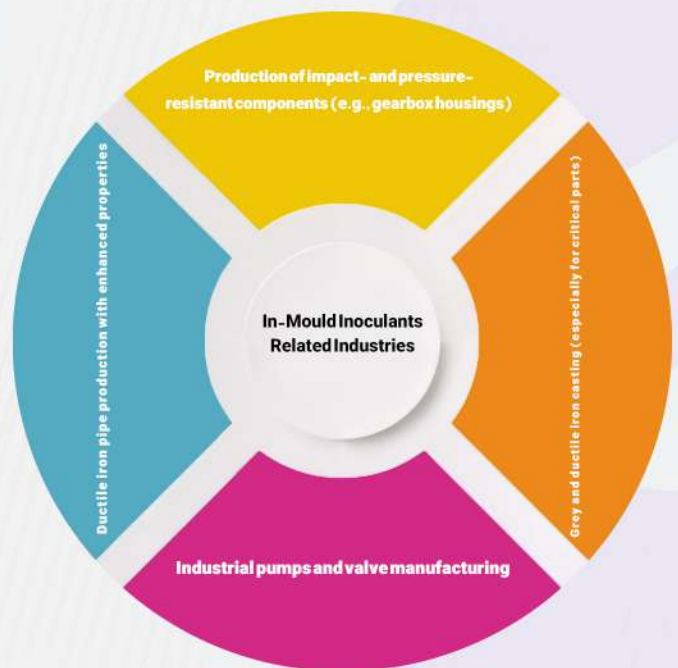 Production of impact- and pressure-
resistant components (e.g., gearbox housings)
Ductile iron pipe production with enhanced properties
In-Mould Inoculants
Related Industries
Grey and ductile iron casting (especially for critical parts)
Industrial pumps and valve manufacturing